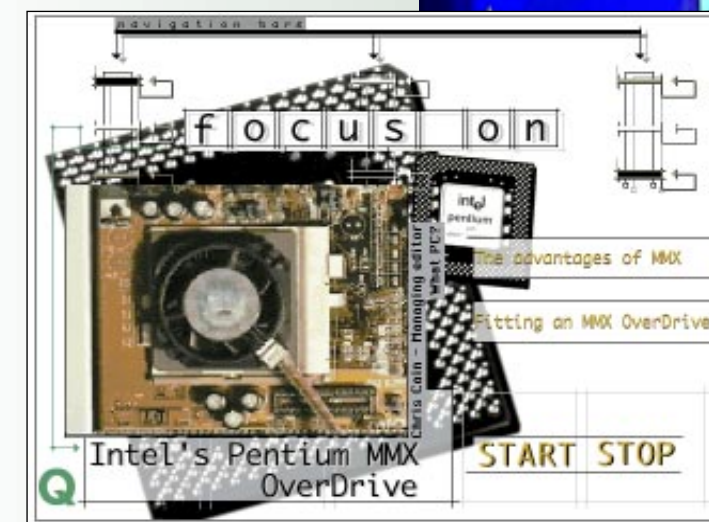 navigation bars
focus on
intel
pentium
Chris Cain - Managing editor
What PC?
The advantages of MMX
Fitting an MMX OverDrive
Intel's Pentium MMX
OverDrive
START STOP
Q